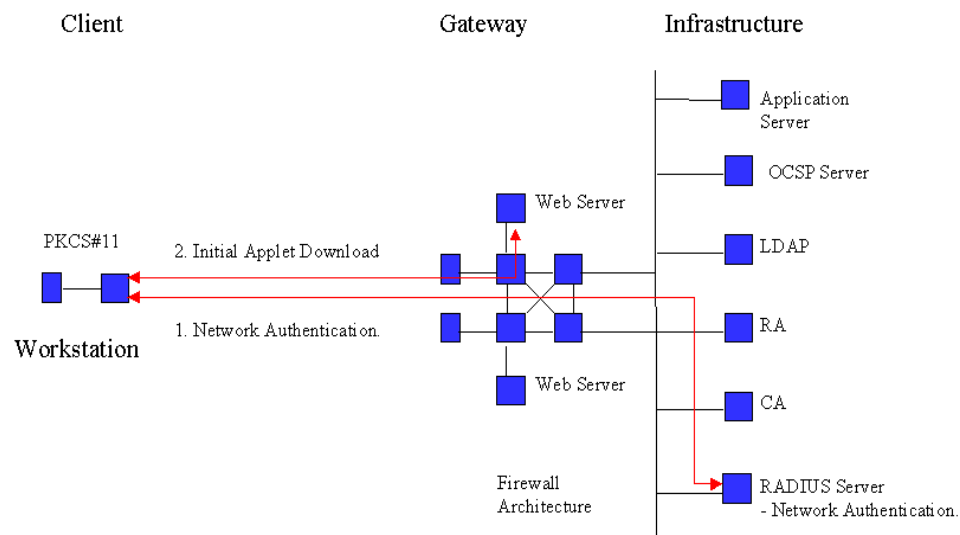 Client
Gateway
Infrastructure
Application
Server
OCSP Server
Web Server
PKCS#11
2. Initial Applet Download
LDAP
1. Network Authentication.
RA
Workstation
Web Server
CA
Firewall
Architecture
RADIUS Server
- Network Authentication.